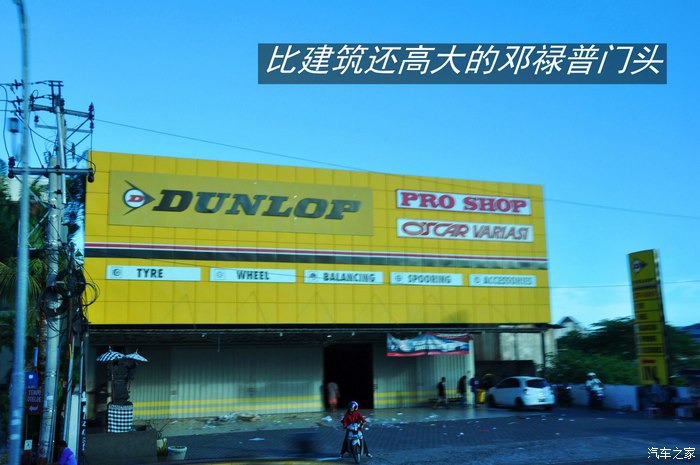 比建筑还高大的邓禄普门头
DUNLOP
PRO SHOP
OSCAR VARIASI
TYRE
WHEEL
BALANCING
SPOORING
ACCESSORIES
汽车之家